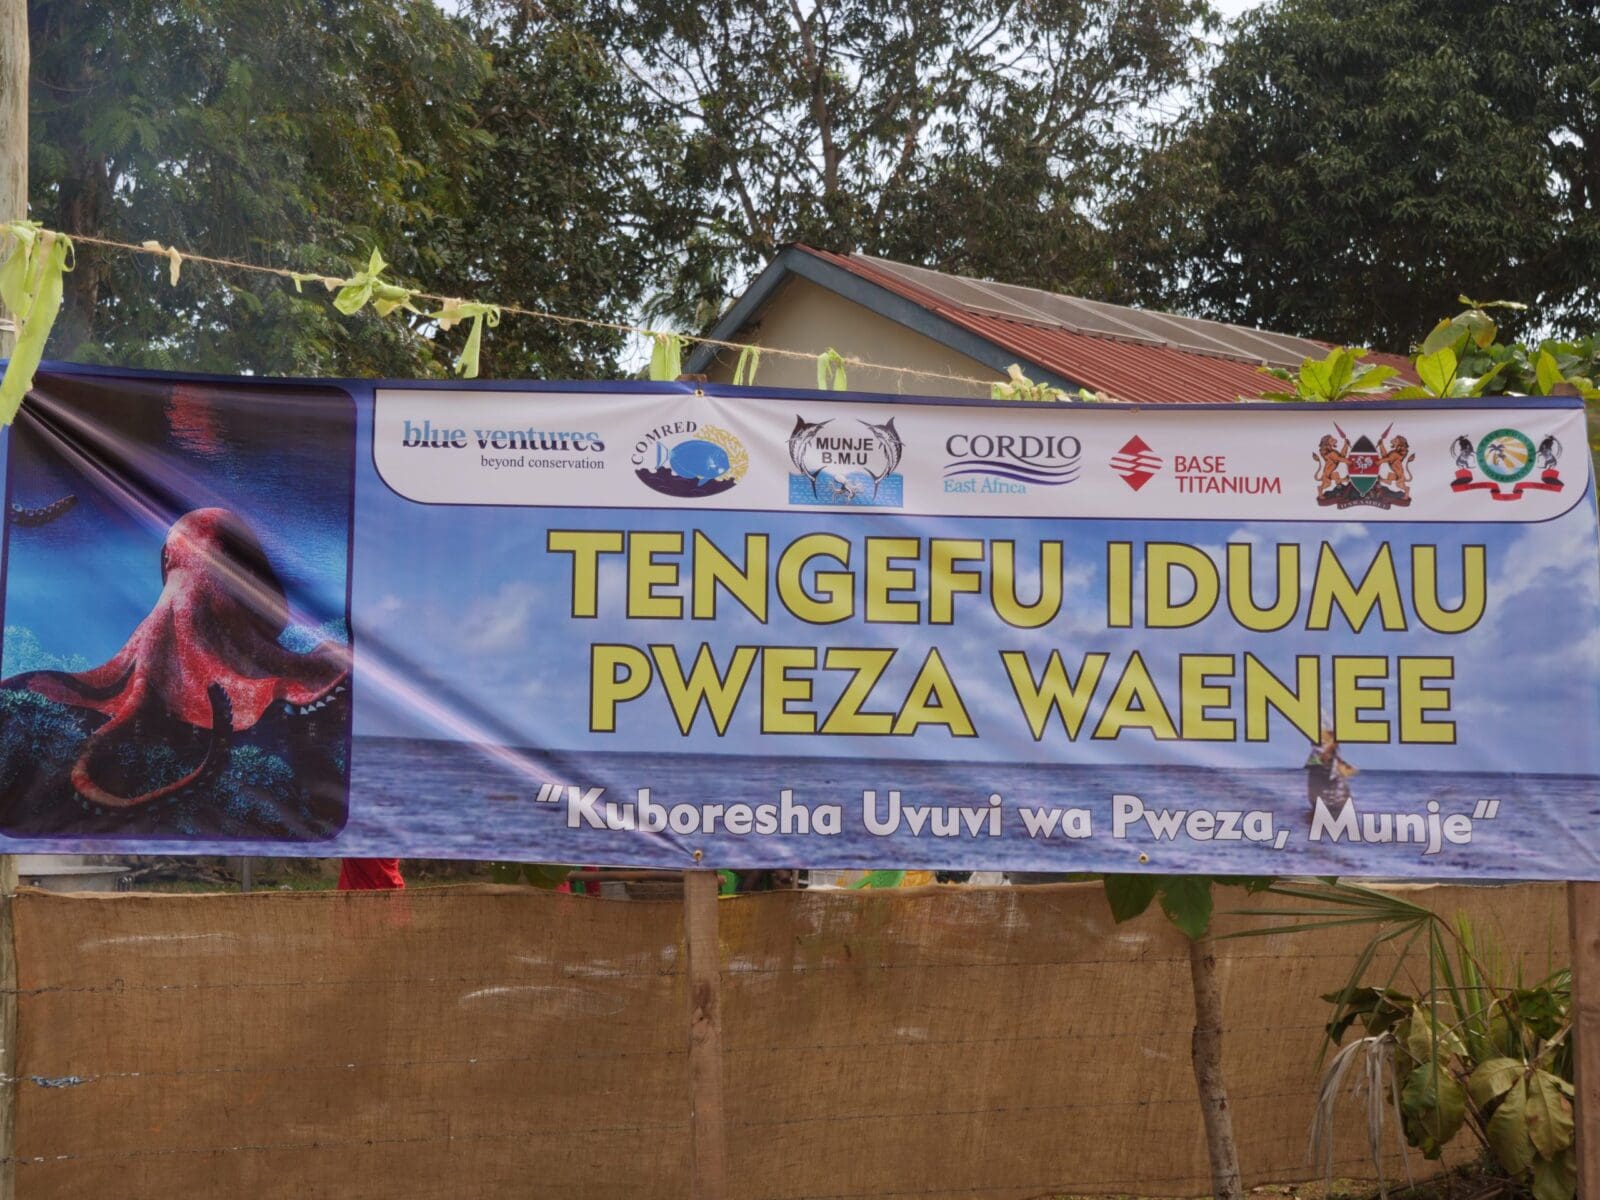 blue ventures
beyond conservation
COMRED
MUNJE
B.M.U
CORDIO
East Africa
BASE
TITANIUM
HARAMBEE
TENGEFU IDUMU
PWEZA WAENEE
"Kuboresha Uvuvi wa Pweza, Munje"